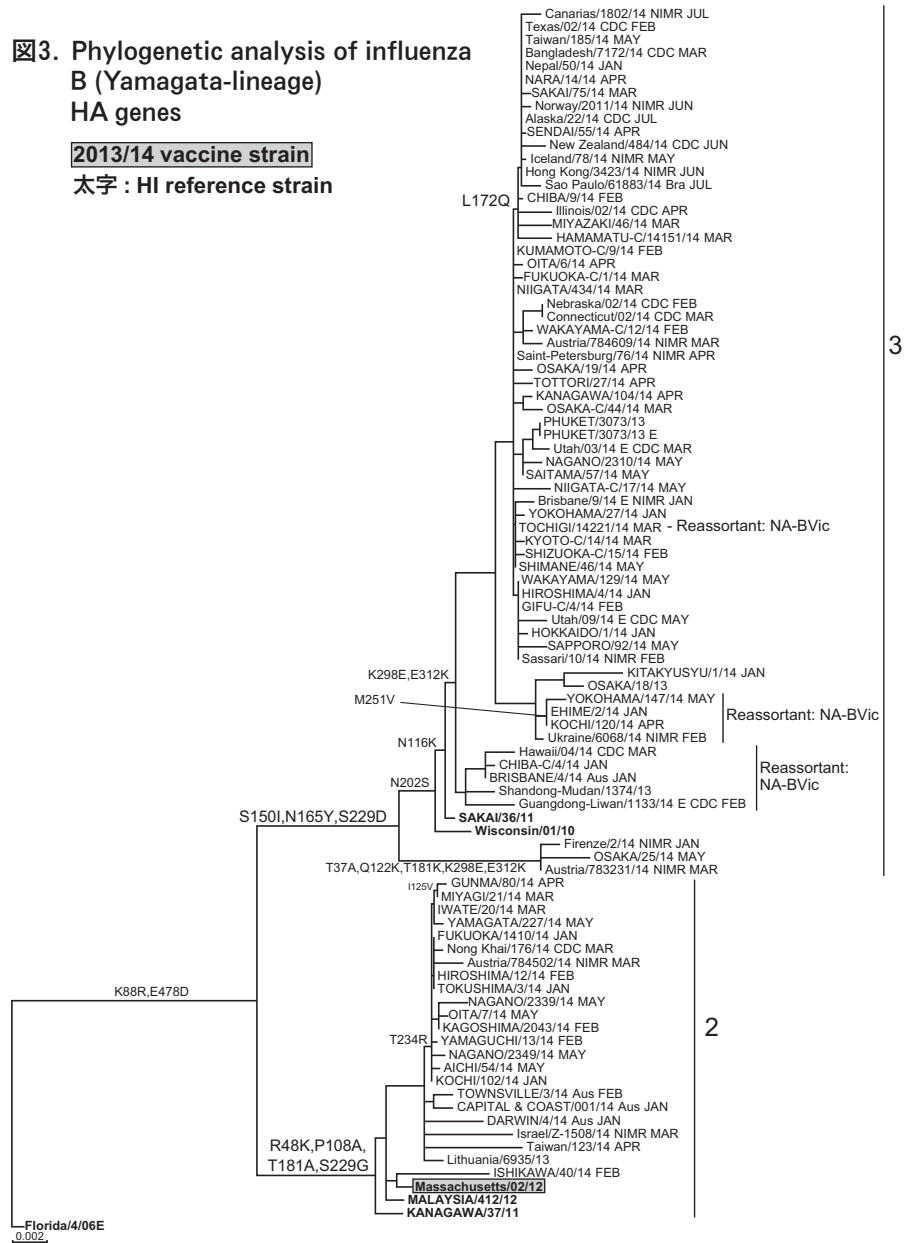 図3. Phylogenetic analysis of influenza
B (Yamagata-lineage)
HA genes
2013/14 vaccine strain
太字 : HI reference strain
Canarias/1802/14 NIMR JUL
Texas/02/14 CDC FEB
Taiwan/185/14 MAY
Bangladesh/7172/14 CDC MAR
Nepal/50/14 JAN
NARA/14/14 APR
SAKAI/75/14 MAR
Norway/2011/14 NIMR JUN
Alaska/22/14 CDC JUL
SENDAI/55/14 APR
New Zealand/484/14 CDC JUN
Iceland/78/14 NIMR MAY
Hong Kong/3423/14 NIMR JUN
Sao Paulo/61883/14 Bra JUL
L172Q
CHIBA/9/14 FEB
Illinois/02/14 CDC APR
MIYAZAKI/46/14 MAR
HAMAMATU-C/14151/14 MAR
KUMAMOTO-C/9/14 FEB
OITA/6/14 APR
FUKUOKA-C/1/14 MAR
NIIGATA/434/14 MAR
Nebraska/02/14 CDC FEB
Connecticut/02/14 CDC MAR
WAKAYAMA-C/12/14 FEB
Austria/784609/14 NIMR MAR
3
Saint-Petersburg/76/14 NIMR APR
OSAKA/19/14 APR
TOTTORI/27/14 APR
KANAGAWA/104/14 APR
OSAKA-C/44/14 MAR
PHUKET/3073/13
PHUKET/3073/13 E
Utah/03/14 E CDC MAR
NAGANO/2310/14 MAY
SAITAMA/57/14 MAY
NIIGATA-C/17/14 MAY
Brisbane/9/14 E NIMR JAN
YOKOHAMA/27/14 JAN
TOCHIGI/14221/14 MAR - Reassortant: NA-BVic
KYOTO-C/14/14 MAR
SHIZUOKA-C/15/14 FEB
SHIMANE/46/14 MAY
WAKAYAMA/129/14 MAY
HIROSHIMA/4/14 JAN
GIFU-C/4/14 FEB
Utah/09/14 E CDC MAY
HOKKAIDO/1/14 JAN
SAPPORO/92/14 MAY
Sassari/10/14 NIMR FEB
K298E,E312K
KITAKYUSYU/1/14 JAN
OSAKA/18/13
M251V
YOKOHAMA/147/14 MAY
EHIME/2/14 JAN
KOCHI/120/14 APR
Ukraine/6068/14 NIMR FEB
Reassortant: NA-BVic
N116K
Hawaii/04/14 CDC MAR
CHIBA-C/4/14 JAN
BRISBANE/4/14 Aus JAN
Shandong-Mudan/1374/13
Guangdong-Liwan/1133/14 E CDC FEB
Reassortant:
NA-BVic
N202S
SAKAI/36/11
S150I,N165Y,S229D
Wisconsin/01/10
Firenze/2/14 NIMR JAN
OSAKA/25/14 MAY
T37A,Q122K,T181K,K298E,E312K
Austria/783231/14 NIMR MAR
I125V
GUNMA/80/14 APR
MIYAGI/21/14 MAR
IWATE/20/14 MAR
YAMAGATA/227/14 MAY
FUKUOKA/1410/14 JAN
Nong Khai/176/14 CDC MAR
Austria/784502/14 NIMR MAR
HIROSHIMA/12/14 FEB
TOKUSHIMA/3/14 JAN
K88R,E478D
NAGANO/2339/14 MAY
OITA/7/14 MAY
KAGOSHIMA/2043/14 FEB
2
T234R
YAMAGUCHI/13/14 FEB
NAGANO/2349/14 MAY
AICHI/54/14 MAY
KOCHI/102/14 JAN
TOWNSVILLE/3/14 Aus FEB
CAPITAL & COAST/001/14 Aus JAN
DARWIN/4/14 Aus JAN
Israel/Z-1508/14 NIMR MAR
R48K,P108A,
T181A,S229G
Taiwan/123/14 APR
Lithuania/6935/13
ISHIKAWA/40/14 FEB
Massachusetts/02/12
MALAYSIA/412/12
KANAGAWA/37/11
Florida/4/06E
0.002